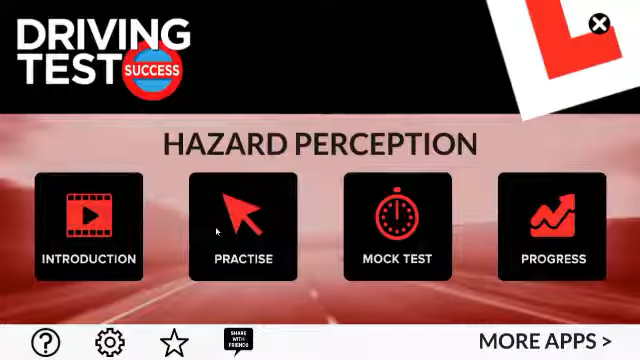 DRIVING
TEST
SUCCESS
HAZARD PERCEPTION
INTRODUCTION
PRACTISE
MOCK TEST
PROGRESS
?
SHARE
WITH
FRIENDS
MORE APPS >